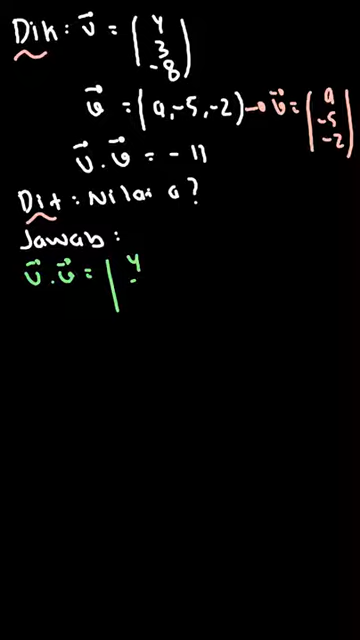 Dik: v⃗ = (4
3
-8)
v⃗ = (a, -5, -2) → v⃗ = (a
-5
-2)
v⃗ . v⃗ = -11
Dit: Nilai a?
Jawab:
v⃗ . v⃗ = | 4
-